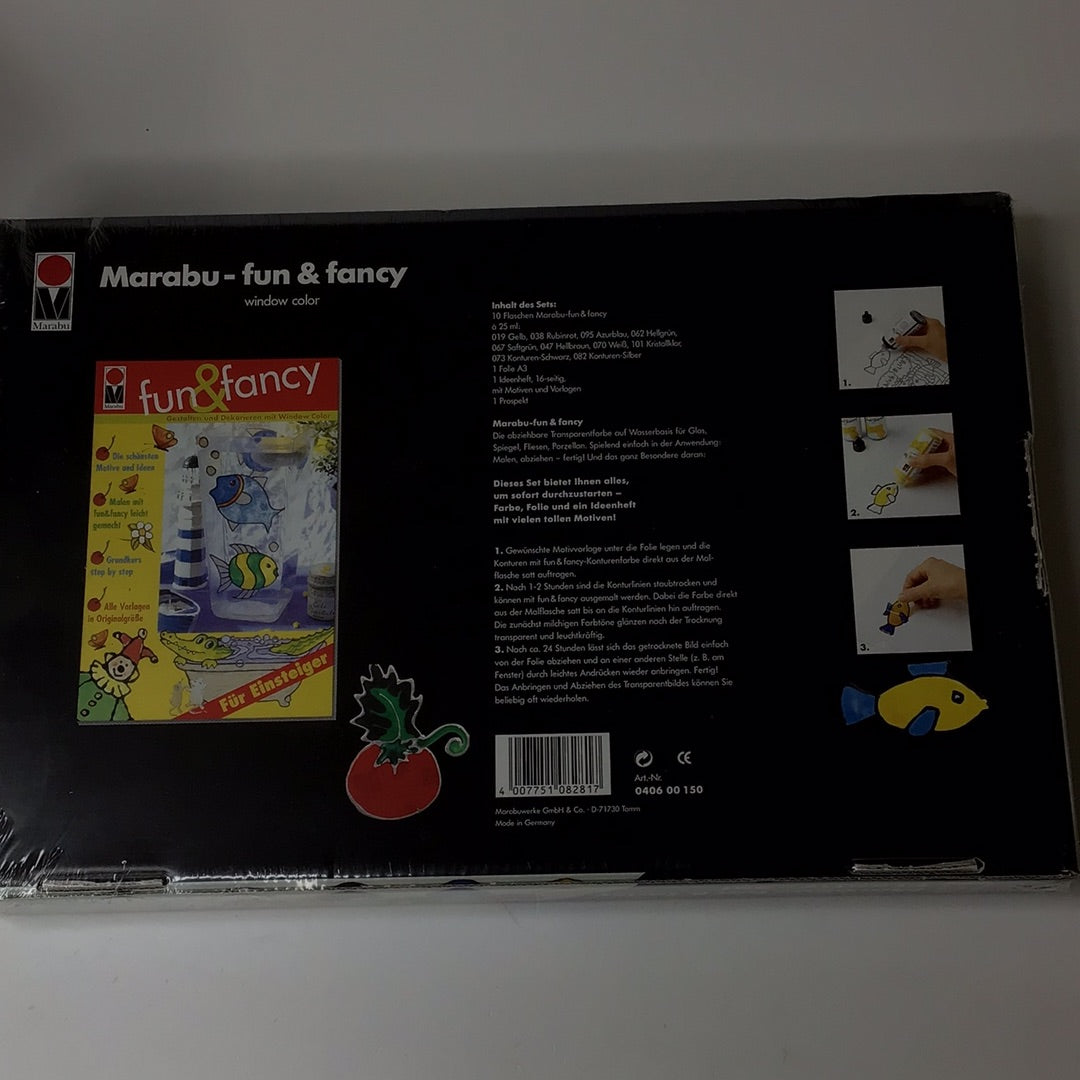 Marabu
Marabu - fun & fancy
window color
Marabu
fun&fancy
Gestalten und Dekorieren mit Window Color
Die schönsten
Motive und Ideen
Malen mit
fun&fancy leicht
gemacht
Grundkurs
step by step
Alle Vorlagen
in Originalgröße
Für Einsteiger
Inhalt des Sets:
10 Flaschen Marabu-fun & fancy
à 25 ml:
019 Gelb, 038 Rubinrot, 095 Azurblau, 062 Hellgrün,
067 Saftgrün, 047 Hellbraun, 070 Weiß, 101 Kristallklar,
073 Konturen-Schwarz, 082 Konturen-Silber
1 Folie A3
1 Ideenheft, 16-seitig,
mit Motiven und Vorlagen
1 Prospekt
Marabu-fun & fancy
Die abziehbare Transparentfarbe auf Wasserbasis für Glas,
Spiegel, Fliesen, Porzellan. Spielend einfach in der Anwendung:
Malen, abziehen – fertig! Und das ganz Besondere daran:
Dieses Set bietet Ihnen alles,
um sofort durchzustarten –
Farbe, Folie und ein Ideenheft
mit vielen tollen Motiven!
1. Gewünschte Motivvorlage unter die Folie legen und die
Konturen mit fun & fancy-Konturenfarbe direkt aus der Mal-
flasche satt auftragen.
2. Nach 1-2 Stunden sind die Konturlinien staubtrocken und
können mit fun & fancy ausgemalt werden. Dabei die Farbe direkt
aus der Malflasche satt bis an die Konturlinien hin auftragen.
Die zunächst milchigen Farbtöne glänzen nach der Trocknung
transparent und leuchtkräftig.
3. Nach ca. 24 Stunden lässt sich das getrocknete Bild einfach
von der Folie abziehen und an einer anderen Stelle (z. B. am
Fenster) durch leichtes Andrücken wieder anbringen. Fertig!
Das Anbringen und Abziehen des Transparentbildes können Sie
beliebig oft wiederholen.
4 007751 082817
CE
Art.-Nr.
0406 00 150
Marabuwerke GmbH & Co. · D-71730 Tamm
Made in Germany
1.
2.
3.